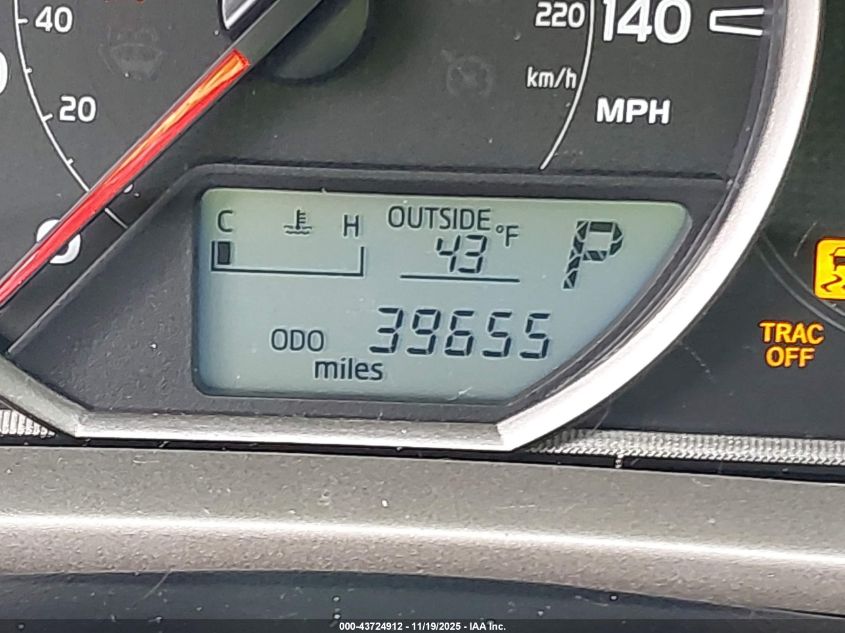 40
20
0
220
140
km/h
MPH
C
H
OUTSIDE
43 °F
P
ODO 39655
miles
TRAC
OFF
000-43724912 - 11/19/2025 - IAA Inc.